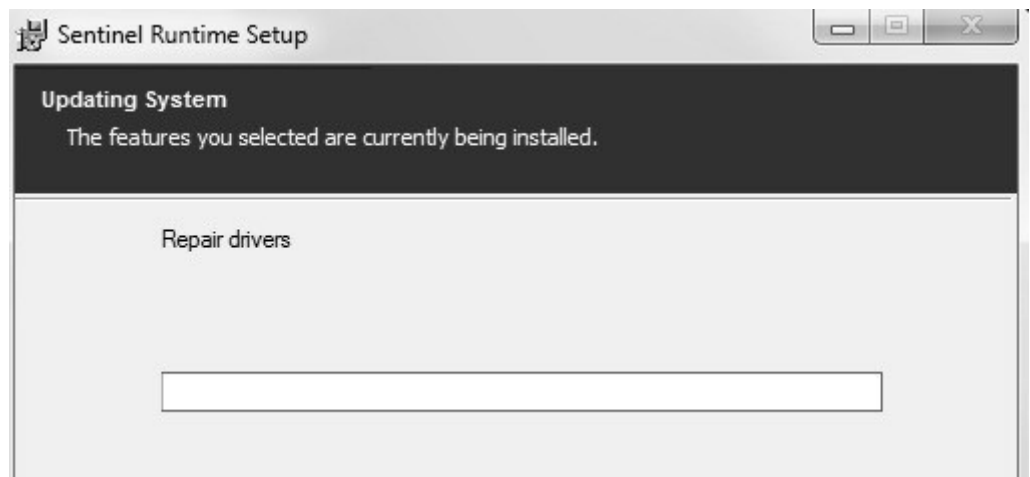 Sentinel Runtime Setup
Updating System
The features you selected are currently being installed.
Repair drivers